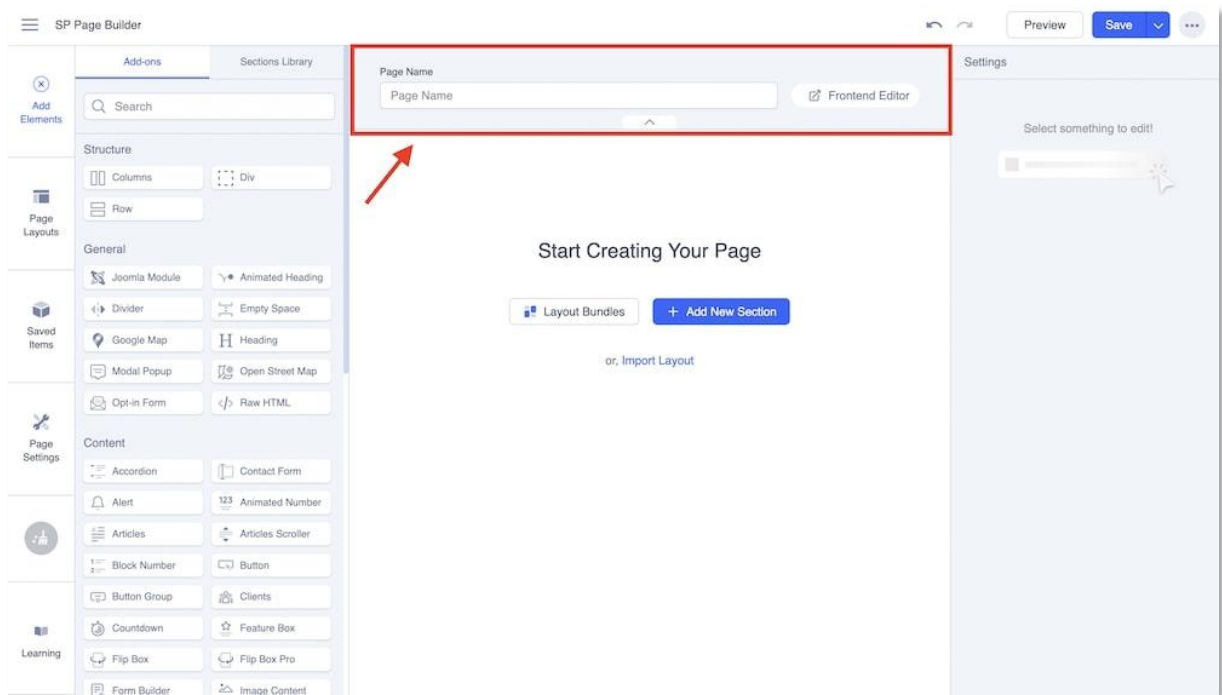 SP Page Builder
Preview
Save
Add Elements
Page Layouts
Saved Items
Page Settings
Learning
Add-ons
Sections Library
Search
Structure
Columns
Div
Row
General
Joomla Module
Animated Heading
Divider
Empty Space
Google Map
H Heading
Modal Popup
Open Street Map
Opt-in Form
</> Raw HTML
Content
Accordion
Contact Form
Alert
123 Animated Number
Articles
Articles Scroller
Block Number
Button
Button Group
Clients
Countdown
Feature Box
Flip Box
Flip Box Pro
Form Builder
Image Content
Page Name
Page Name
Frontend Editor
Start Creating Your Page
Layout Bundles
+ Add New Section
or, Import Layout
Settings
Select something to edit!